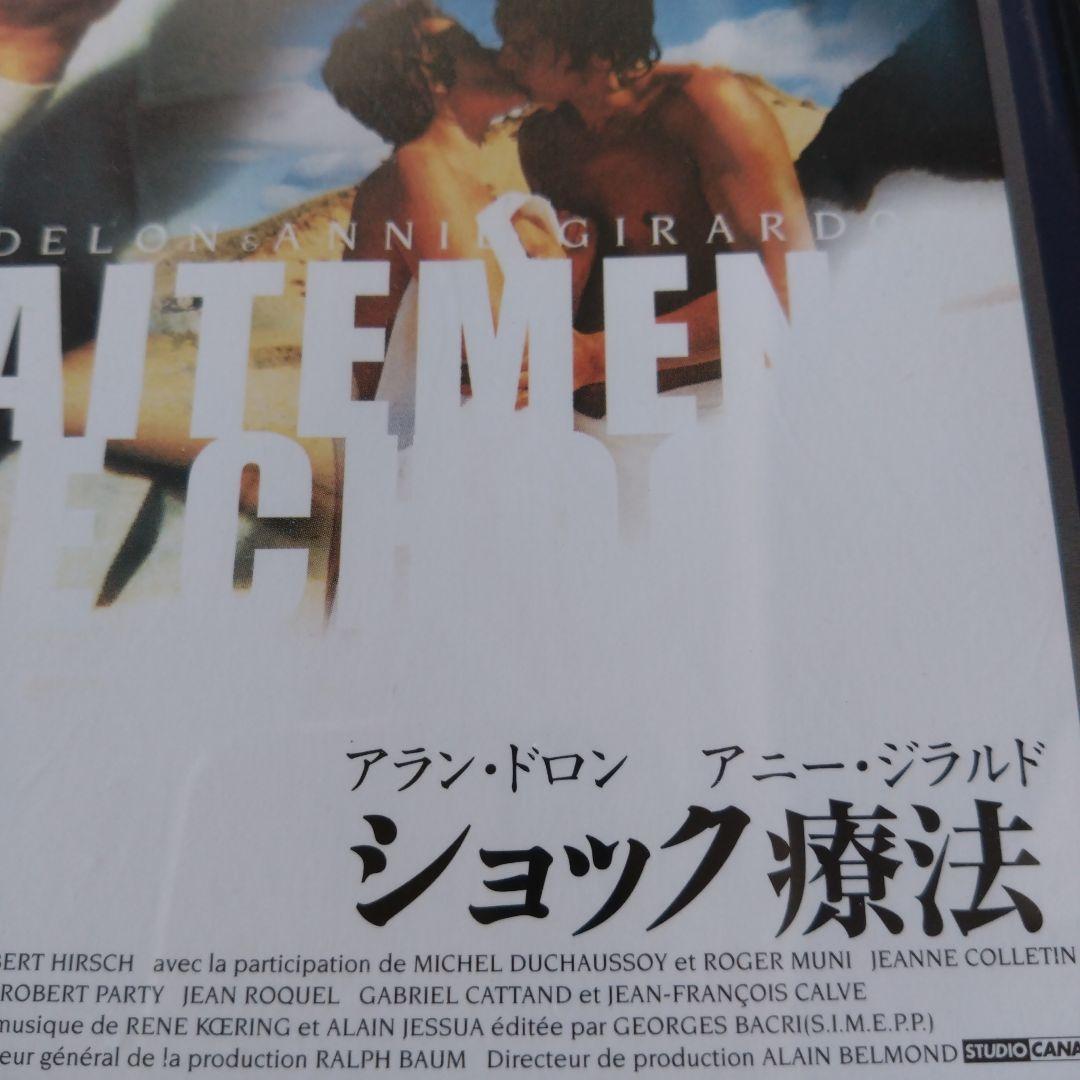 DELON & ANNIE GIRARDO
AITEMEN
E CHO
アラン・ドロン アニー・ジラルド
ショック療法
BERT HIRSCH avec la participation de MICHEL DUCHAUSSOY et ROGER MUNI JEANNE COLLETIN
ROBERT PARTY JEAN ROQUEL GABRIEL CATTAND et JEAN-FRANÇOIS CALVE
musique de RENE KŒRING et ALAIN JESSUA éditée par GEORGES BACRI(S.I.M.E.P.P.)
eur général de la production RALPH BAUM Directeur de production ALAIN BELMOND STUDIO CANA